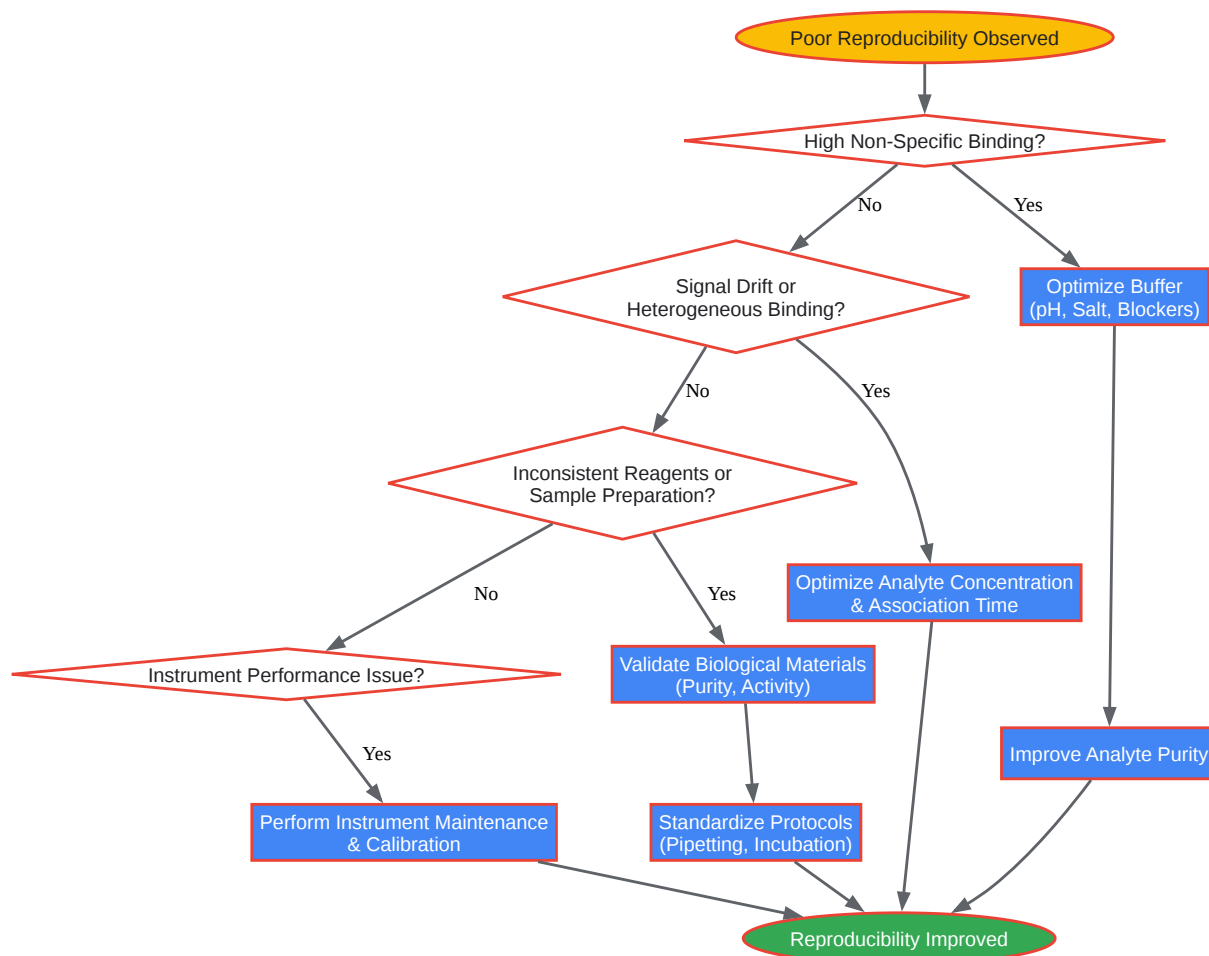 Poor Reproducibility Observed
High Non-Specific Binding?
No
Yes
Signal Drift or
Heterogeneous Binding?
Optimize Buffer
(pH, Salt, Blockers)
No
Yes
Inconsistent Reagents or
Sample Preparation?
No
Yes
Optimize Analyte Concentration
& Association Time
Instrument Performance Issue?
Validate Biological Materials
(Purity, Activity)
Yes
Improve Analyte Purity
Perform Instrument Maintenance
& Calibration
Standardize Protocols
(Pipetting, Incubation)
Reproducibility Improved